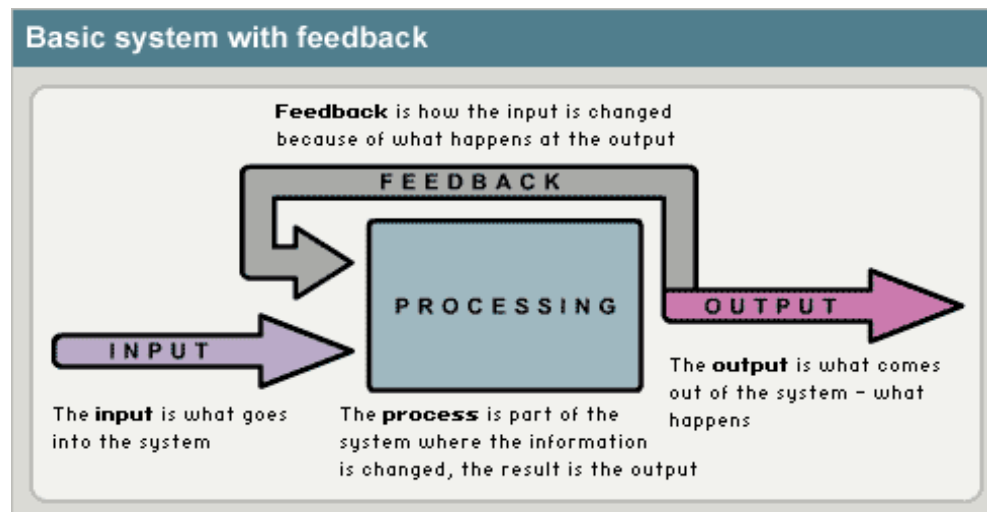 Basic system with feedback
Feedback is how the input is changed
because of what happens at the output
FEEDBACK
PROCESSING
OUTPUT
INPUT
The output is what comes
out of the system – what
happens
The input is what goes
into the system
The process is part of the
system where the information
is changed, the result is the output